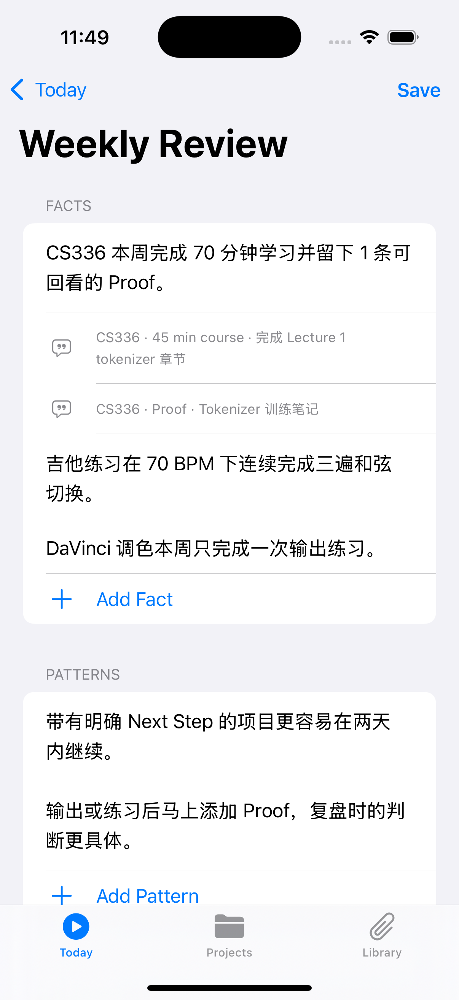 11:49
Today
Save
Weekly Review
FACTS
CS336 本周完成 70 分钟学习并留下 1 条可
回看的 Proof。
CS336 · 45 min course · 完成 Lecture 1
tokenizer 章节
CS336 · Proof · Tokenizer 训练笔记
吉他练习在 70 BPM 下连续完成三遍和弦
切换。
DaVinci 调色本周只完成一次输出练习。
Add Fact
PATTERNS
带有明确 Next Step 的项目更容易在两天
内继续。
输出或练习后马上添加 Proof，复盘时的判
断更具体。
Add Pattern
Today
Projects
Library